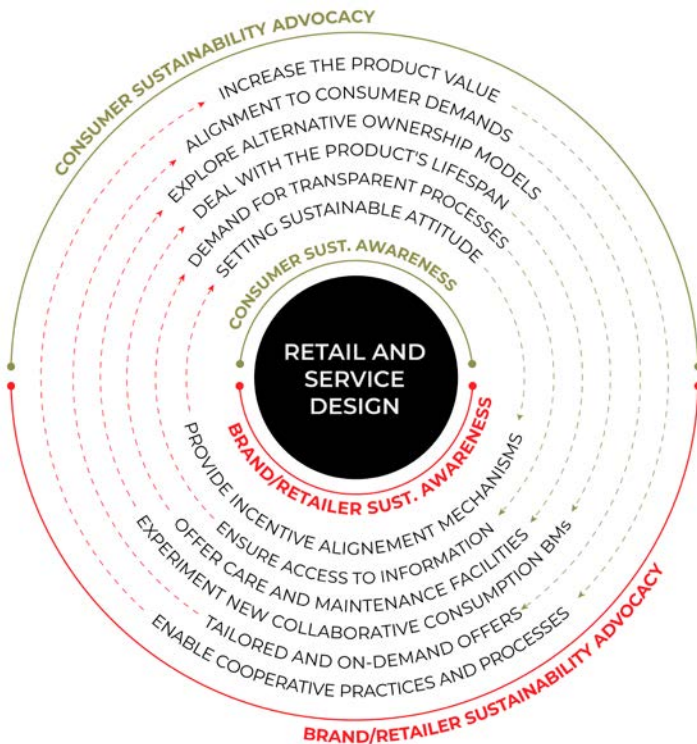 CONSUMER SUSTAINABILITY ADVOCACY
INCREASE THE PRODUCT VALUE
ALIGNMENT TO CONSUMER DEMANDS
EXPLORE ALTERNATIVE OWNERSHIP MODELS
DEAL WITH THE PRODUCT'S LIFESPAN
DEMAND FOR TRANSPARENT PROCESSES
SETTING SUSTAINABLE ATTITUDE
CONSUMER SUST. AWARENESS
RETAIL AND
SERVICE
DESIGN
BRAND/RETAILER SUST. AWARENESS
PROVIDE INCENTIVE ALIGNEMENT MECHANISMS
ENSURE ACCESS TO INFORMATION
OFFER CARE AND MAINTENANCE FACILITIES
EXPERIMENT NEW COLLABORATIVE CONSUMPTION BMs
TAILORED AND ON-DEMAND OFFERS
ENABLE COOPERATIVE PRACTICES AND PROCESSES
BRAND/RETAILER SUSTAINABILITY ADVOCACY